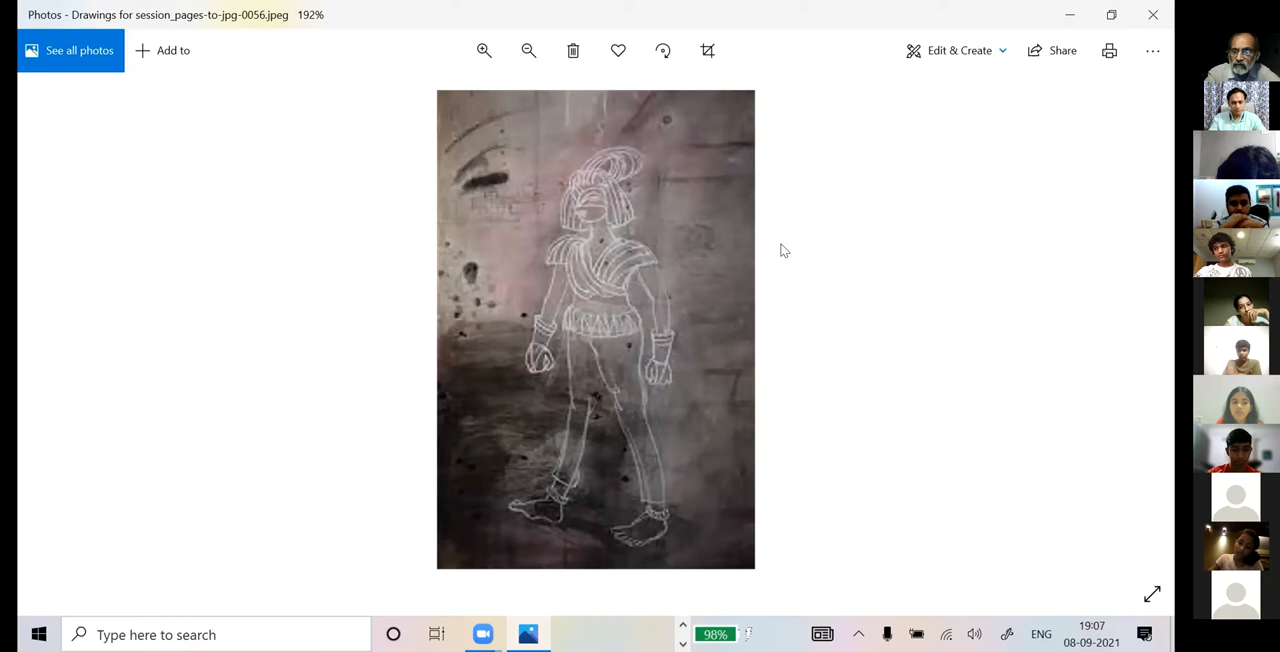 Photos - Drawings for session_pages-to-jpg-0056.jpeg 192%
See all photos
Add to
Edit & Create
Share
Type here to search
98%
ENG
19:07
08-09-2021